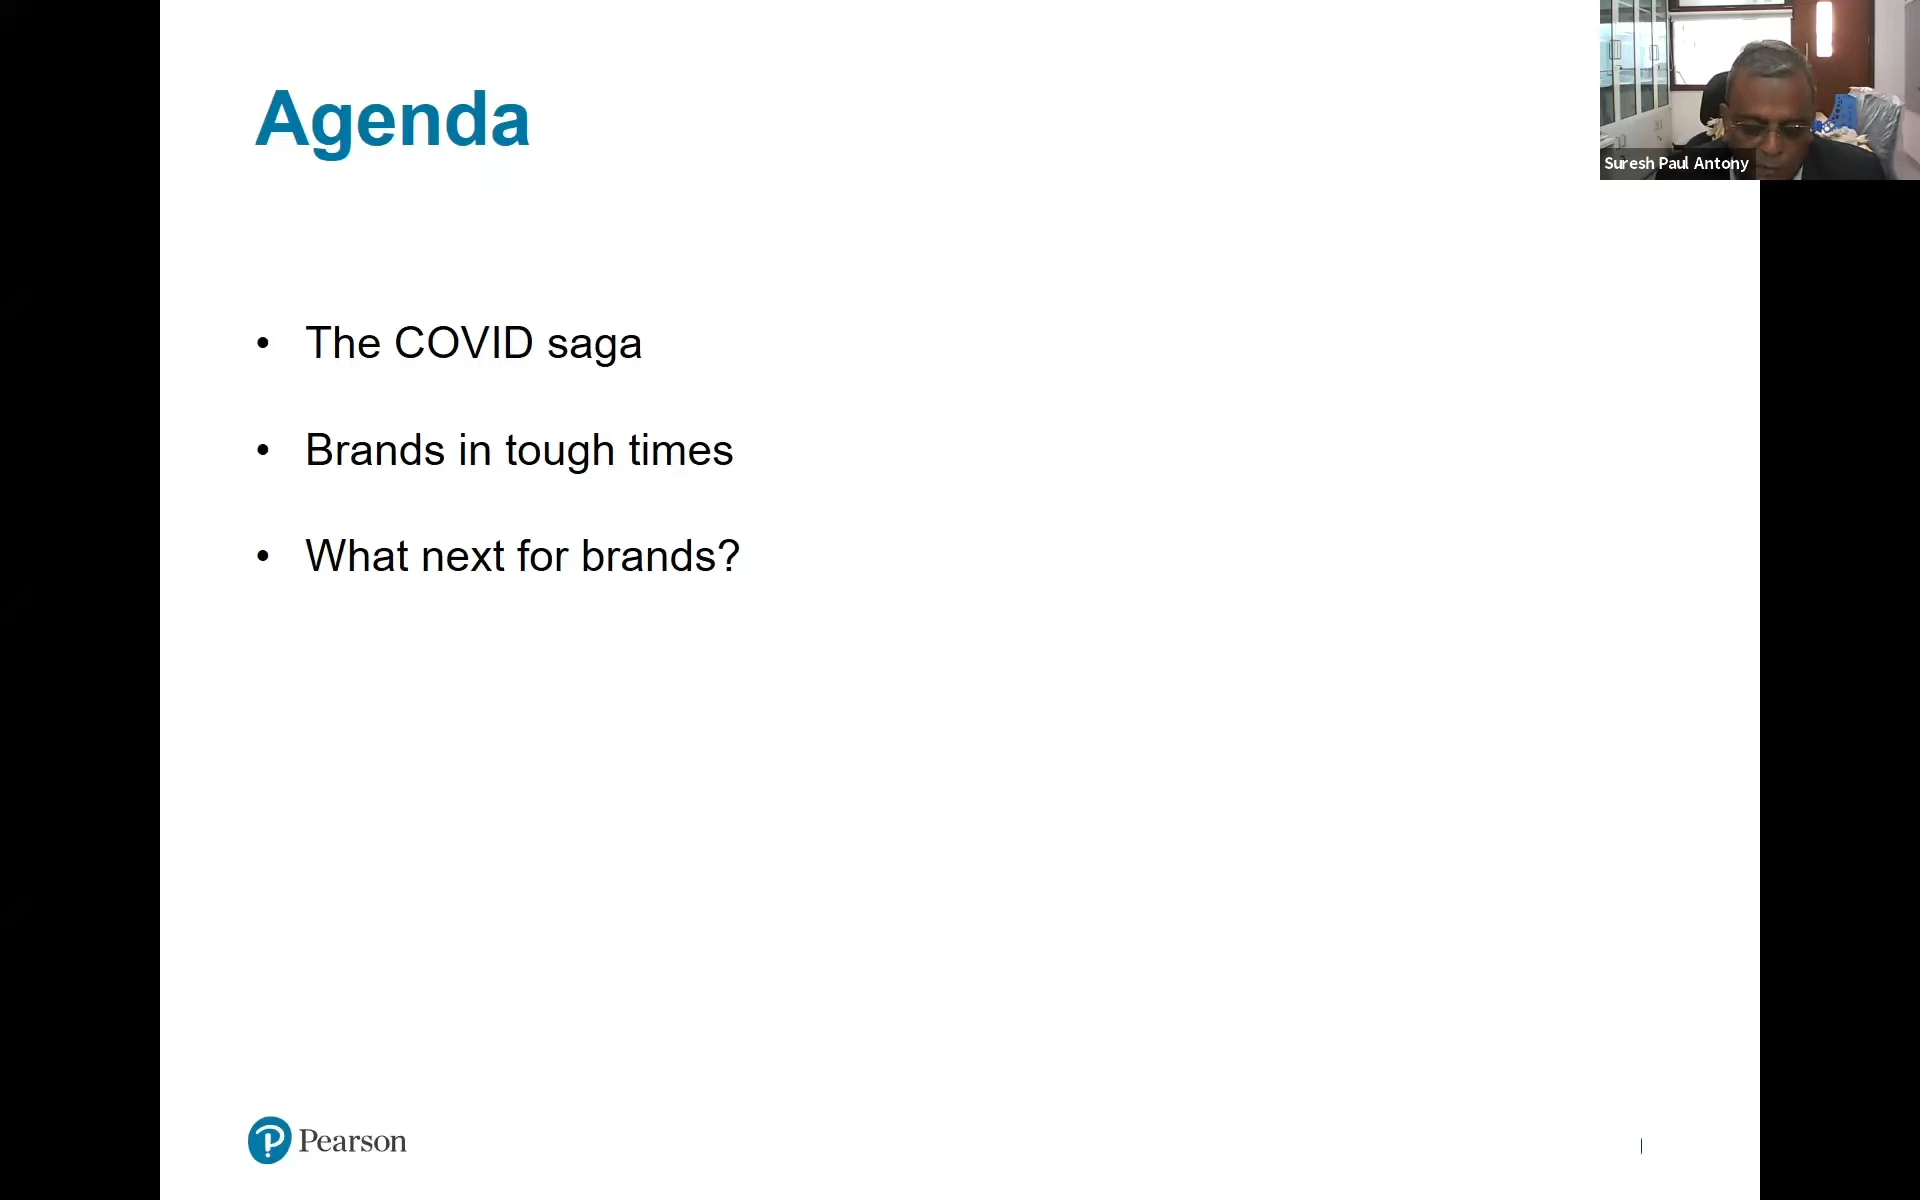 Agenda
Suresh Paul Antony
• The COVID saga
• Brands in tough times
• What next for brands?
Pearson